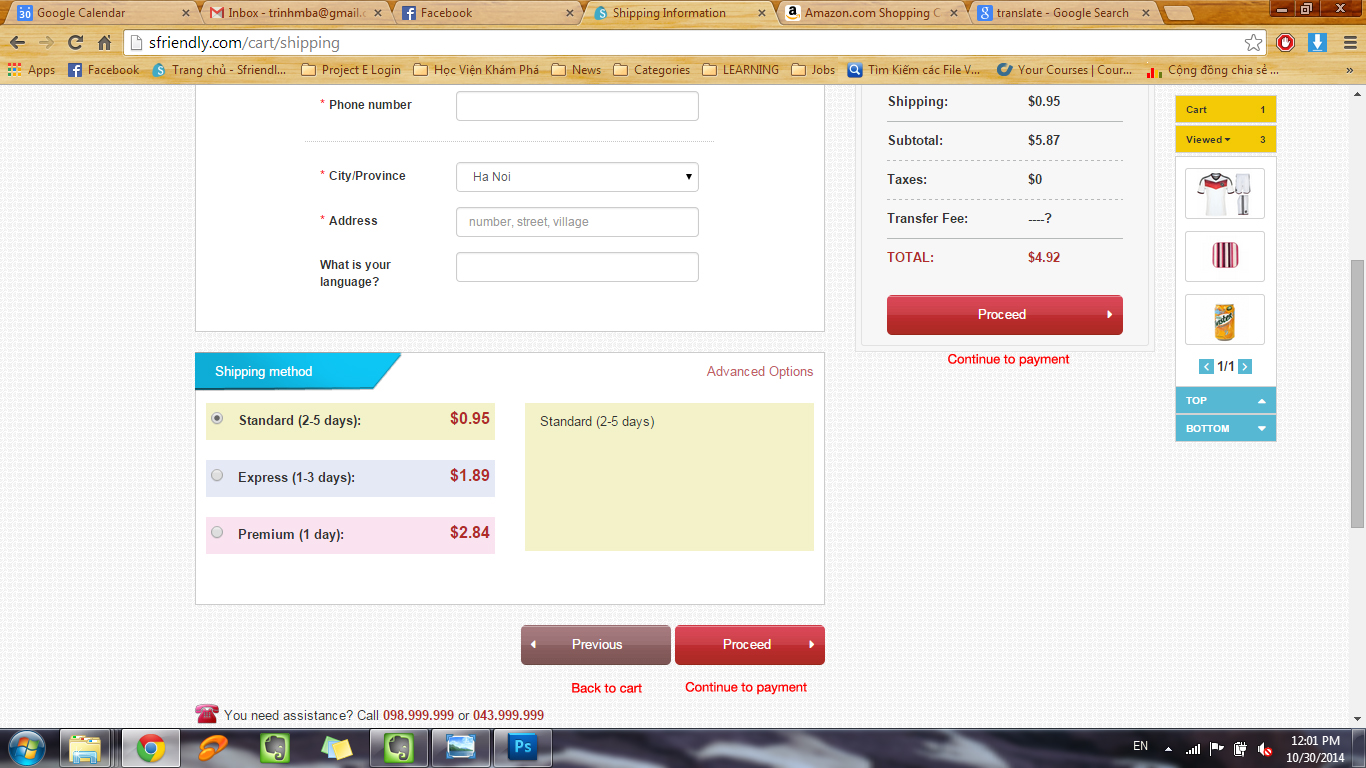 Google Calendar
Inbox - trinhmba@gmail.c
Facebook
Shipping Information
Amazon.com Shopping C
translate - Google Search
sfriendly.com/cart/shipping
Apps
Facebook
Trang chủ - Sfriendl...
Project E Login
Học Viện Khám Phá
News
Categories
LEARNING
Jobs
Tìm Kiếm các File V...
Your Courses | Cour...
Cộng đồng chia sẻ ...
»
* Phone number
* City/Province
Ha Noi
* Address
number, street, village
What is your
language?
Shipping: $0.95
Subtotal: $5.87
Taxes: $0
Transfer Fee: ----?
TOTAL: $4.92
Proceed
Continue to payment
Cart 1
Viewed 3
1/1
TOP
BOTTOM
Shipping method
Advanced Options
Standard (2-5 days): $0.95
Express (1-3 days): $1.89
Premium (1 day): $2.84
Standard (2-5 days)
Previous
Proceed
Back to cart
Continue to payment
You need assistance? Call 098.999.999 or 043.999.999
Ps
EN
12:01 PM
10/30/2014